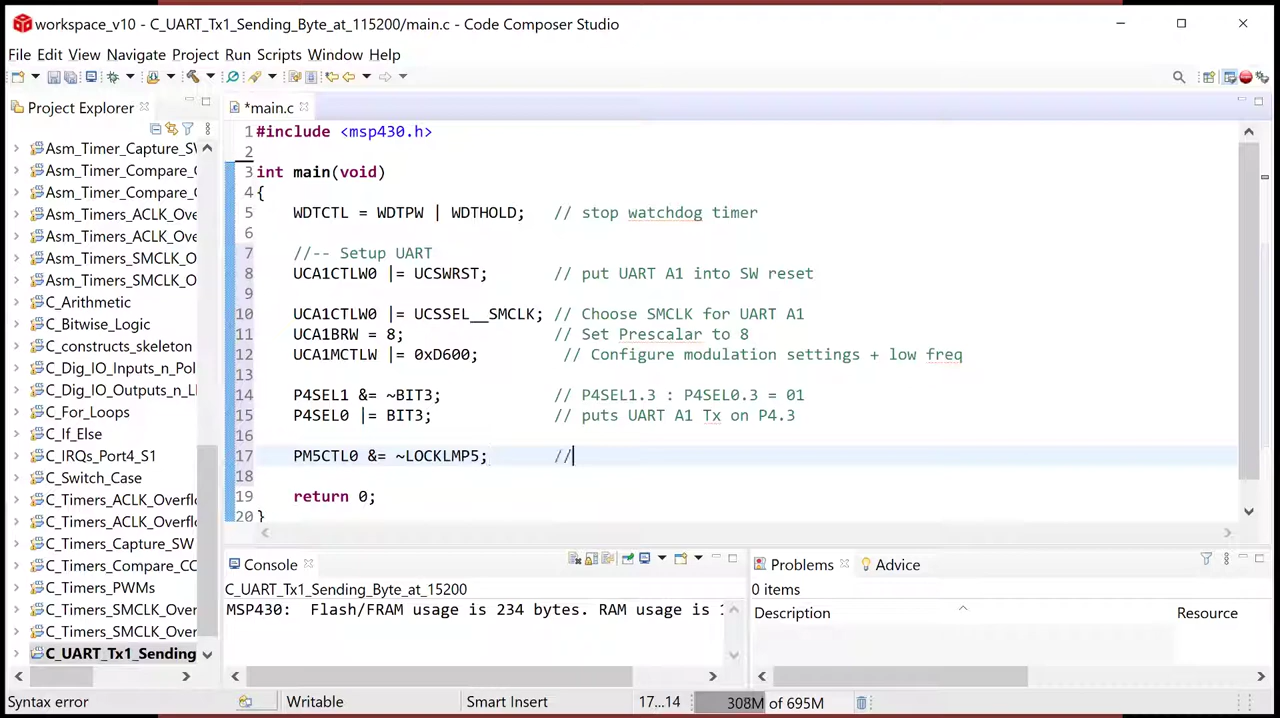 workspace_v10 - C_UART_Tx1_Sending_Byte_at_115200/main.c - Code Composer Studio
File Edit View Navigate Project Run Scripts Window Help
Project Explorer
Asm_Timer_Capture_SW
Asm_Timer_Compare_C
Asm_Timer_Compare_C
Asm_Timers_ACLK_Ove
Asm_Timers_ACLK_Ove
Asm_Timers_SMCLK_O
Asm_Timers_SMCLK_O
C_Arithmetic
C_Bitwise_Logic
C_constructs_skeleton
C_Dig_IO_Inputs_n_Pol
C_Dig_IO_Outputs_n_LE
C_For_Loops
C_If_Else
C_IRQs_Port4_S1
C_Switch_Case
C_Timers_ACLK_Overflo
C_Timers_ACLK_Overflo
C_Timers_Capture_SW
C_Timers_Compare_CC
C_Timers_PWMs
C_Timers_SMCLK_Over
C_Timers_SMCLK_Over
C_UART_Tx1_Sending
*main.c
1 #include <msp430.h>
2
3 int main(void)
4 {
5 WDTCTL = WDTPW | WDTHOLD; // stop watchdog timer
6
7 //-- Setup UART
8 UCA1CTLW0 |= UCSWRST; // put UART A1 into SW reset
9
10 UCA1CTLW0 |= UCSSEL__SMCLK; // Choose SMCLK for UART A1
11 UCA1BRW = 8; // Set Prescalar to 8
12 UCA1MCTLW |= 0xD600; // Configure modulation settings + low freq
13
14 P4SEL1 &= ~BIT3; // P4SEL1.3 : P4SEL0.3 = 01
15 P4SEL0 |= BIT3; // puts UART A1 Tx on P4.3
16
17 PM5CTL0 &= ~LOCKLMP5; //
18
19 return 0;
20 }
Console
C_UART_Tx1_Sending_Byte_at_15200
MSP430: Flash/FRAM usage is 234 bytes. RAM usage is 1
Problems Advice
0 items
Description Resource
Syntax error Writable Smart Insert 17...14 308M of 695M